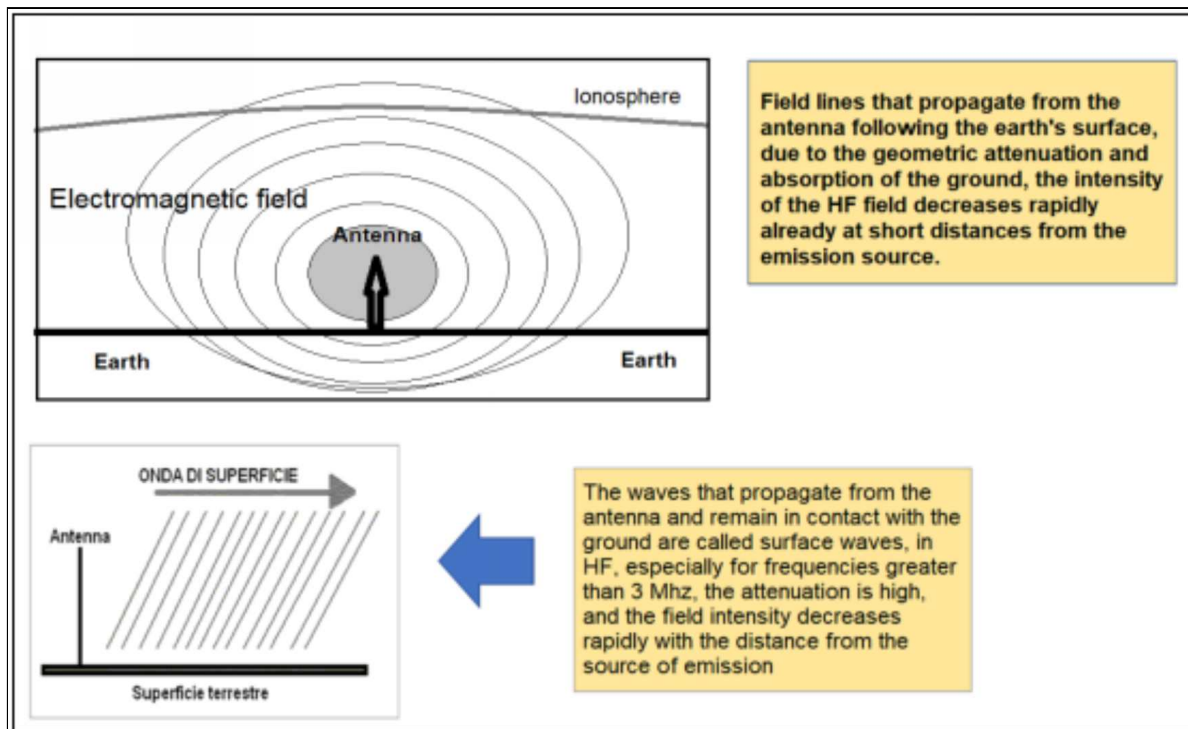 Ionosphere
Electromagnetic field
Antenna
Earth
Earth
Field lines that propagate from the
antenna following the earth's surface,
due to the geometric attenuation and
absorption of the ground, the intensity
of the HF field decreases rapidly
already at short distances from the
emission source.
ONDA DI SUPERFICIE
Antenna
Superficie terrestre
The waves that propagate from the
antenna and remain in contact with the
ground are called surface waves, in
HF, especially for frequencies greater
than 3 Mhz, the attenuation is high,
and the field intensity decreases
rapidly with the distance from the
source of emission